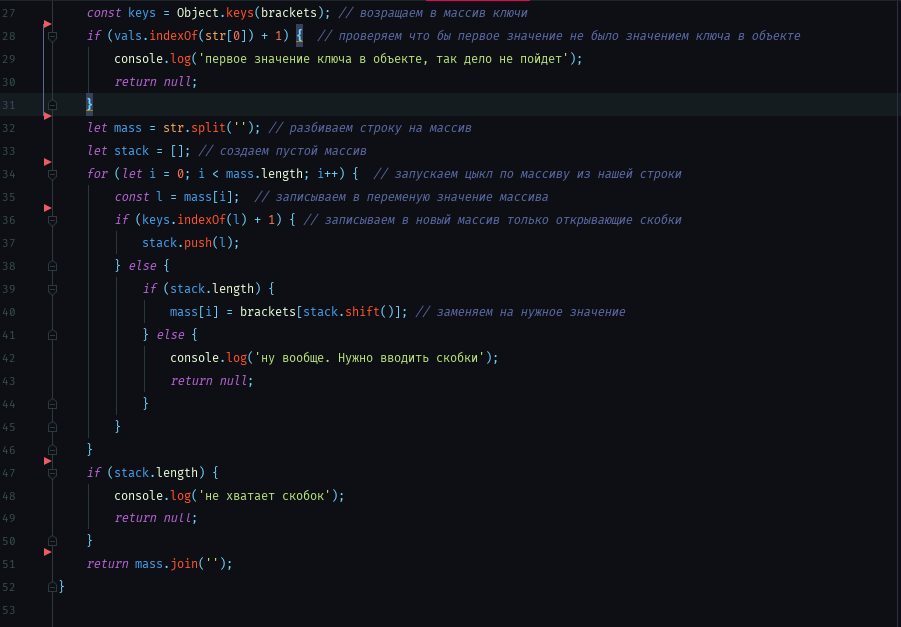 27 const keys = Object.keys(brackets); // возращаем в массив ключи
28 if (vals.indexOf(str[0]) + 1) { // проверяем что бы первое значение не было значением ключа в объекте
29 console.log('первое значение ключа в объекте, так дело не пойдет');
30 return null;
31 }
32 let mass = str.split(''); // разбиваем строку на массив
33 let stack = []; // создаем пустой массив
34 for (let i = 0; i < mass.length; i++) { // запускаем цыкл по массиву из нашей строки
35 const l = mass[i]; // записываем в переменую значение массива
36 if (keys.indexOf(l) + 1) { // записываем в новый массив только открывающие скобки
37 stack.push(l);
38 } else {
39 if (stack.length) {
40 mass[i] = brackets[stack.shift()]; // заменяем на нужное значение
41 } else {
42 console.log('ну вообще. Нужно вводить скобки');
43 return null;
44 }
45 }
46 }
47 if (stack.length) {
48 console.log('не хватает скобок');
49 return null;
50 }
51 return mass.join('');
52 }
53